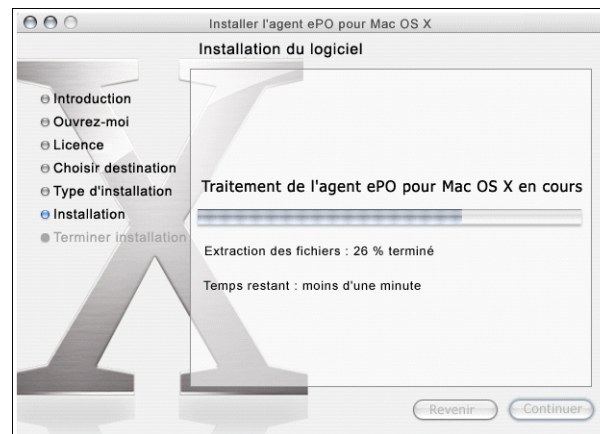 Installer l'agent ePO pour Mac OS X
Installation du logiciel
Introduction
Ouvrez-moi
Licence
Choisir destination
Type d'installation
Installation
Terminer installation
Traitement de l'agent ePO pour Mac OS X en cours
Extraction des fichiers : 26 % terminé
Temps restant : moins d'une minute
Revenir
Continuer